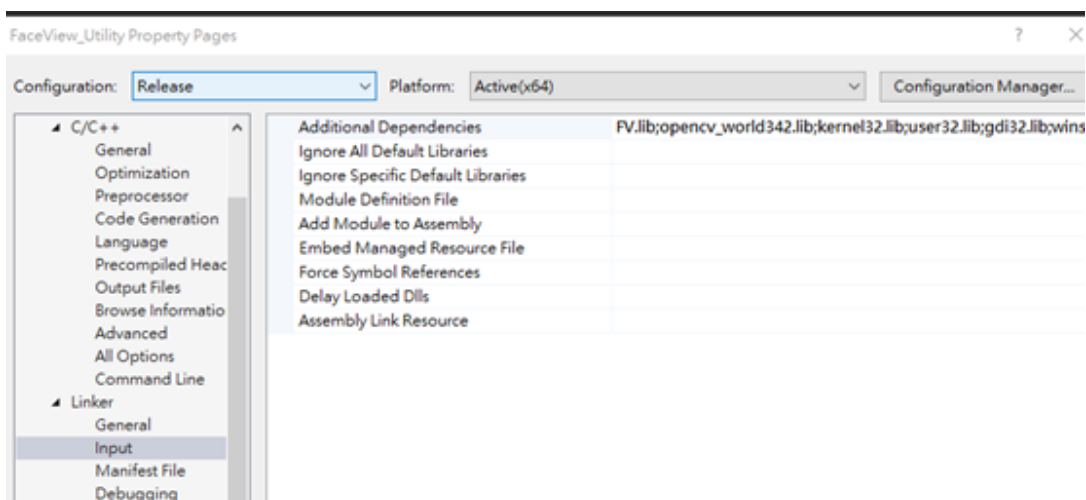 FaceView_Utility Property Pages
Configuration: Release Platform: Active(x64) Configuration Manager...
C/C++
General
Optimization
Preprocessor
Code Generation
Language
Precompiled Heac
Output Files
Browse Informatio
Advanced
All Options
Command Line
Linker
General
Input
Manifest File
Debugging
Additional Dependencies FV.lib;opencv_world342.lib;kernel32.lib;user32.lib;gdi32.lib;wins
Ignore All Default Libraries
Ignore Specific Default Libraries
Module Definition File
Add Module to Assembly
Embed Managed Resource File
Force Symbol References
Delay Loaded Dlls
Assembly Link Resource